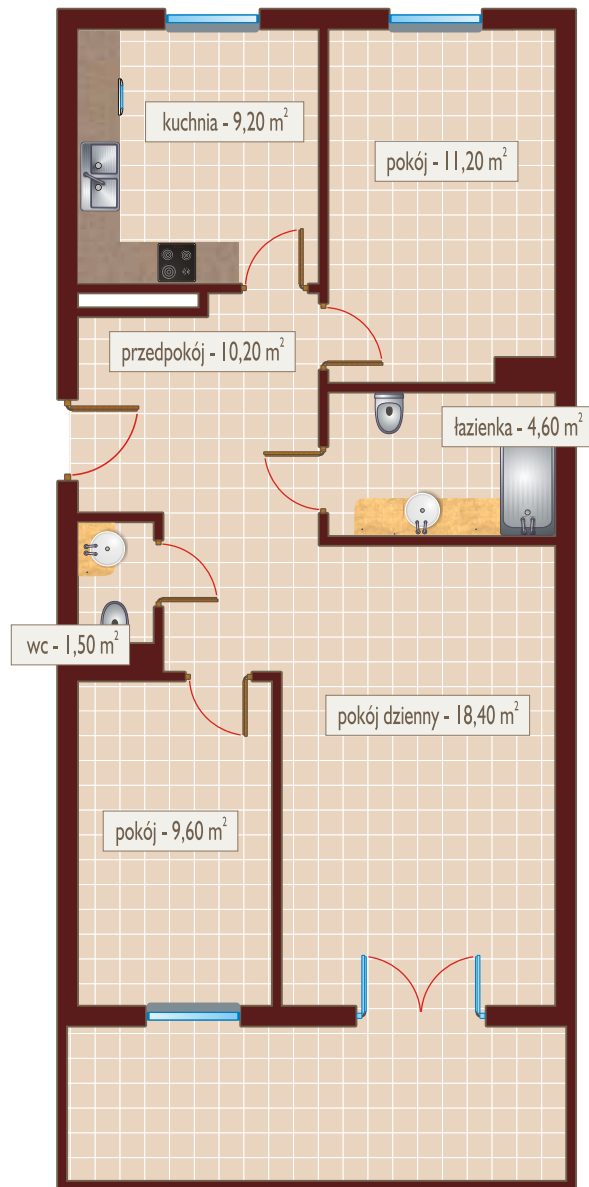 kuchnia - 9,20 m²
pokój - 11,20 m²
przedpokój - 10,20 m²
łazienka - 4,60 m²
wc - 1,50 m²
pokój dzienny - 18,40 m²
pokój - 9,60 m²